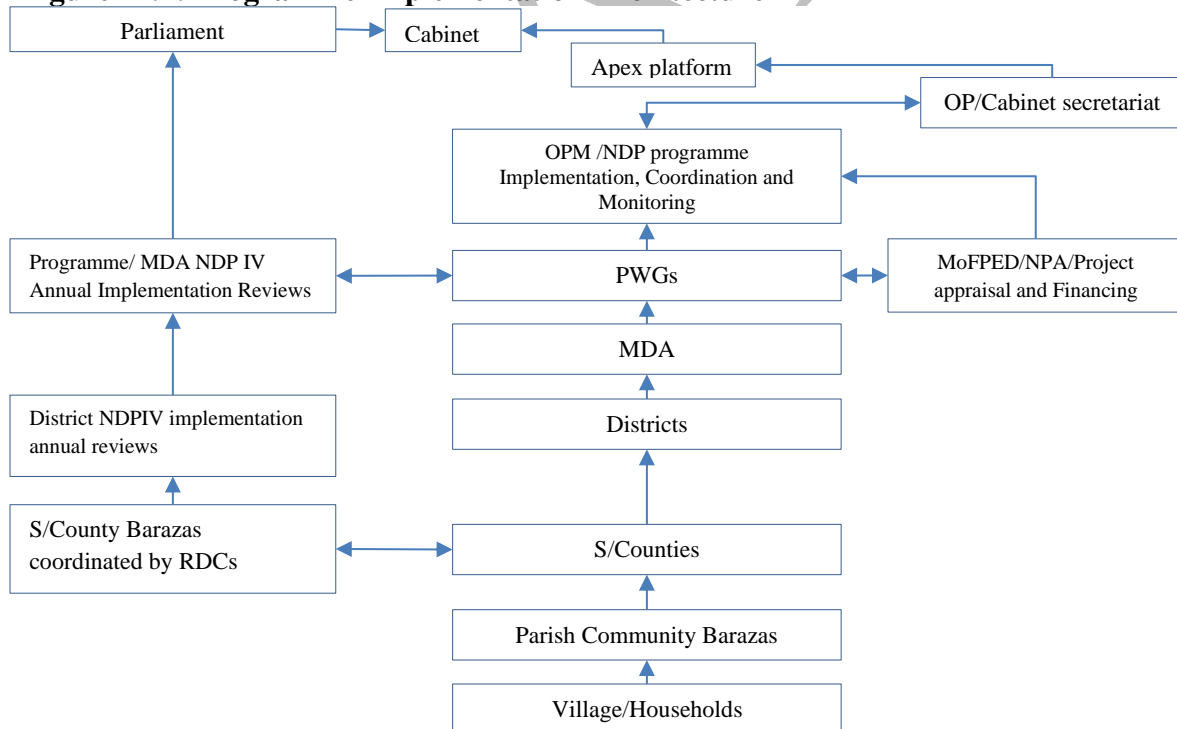 Parliament
Cabinet
Apex platform
OP/Cabinet secretariat
OPM /NDP programme
Implementation, Coordination and
Monitoring
Programme/ MDA NDP IV
Annual Implementation Reviews
PWGs
MoFPED/NPA/Project
appraisal and Financing
MDA
District NDPIV implementation
annual reviews
Districts
S/County Barazas
coordinated by RDCs
S/Counties
Parish Community Barazas
Village/Households